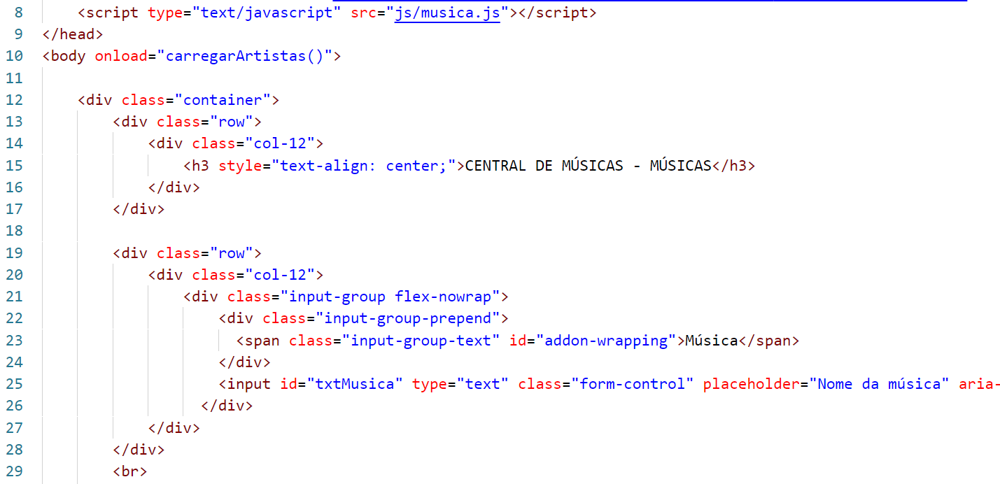 8 <script type="text/javascript" src="js/musica.js"></script>
9 </head>
10 <body onload="carregarArtistas()">
11
12 <div class="container">
13 <div class="row">
14 <div class="col-12">
15 <h3 style="text-align: center;">CENTRAL DE MÚSICAS - MÚSICAS</h3>
16 </div>
17 </div>
18
19 <div class="row">
20 <div class="col-12">
21 <div class="input-group flex-nowrap">
22 <div class="input-group-prepend">
23 <span class="input-group-text" id="addon-wrapping">Música</span>
24 </div>
25 <input id="txtMusica" type="text" class="form-control" placeholder="Nome da música" aria-
26 </div>
27 </div>
28 </div>
29 <br>